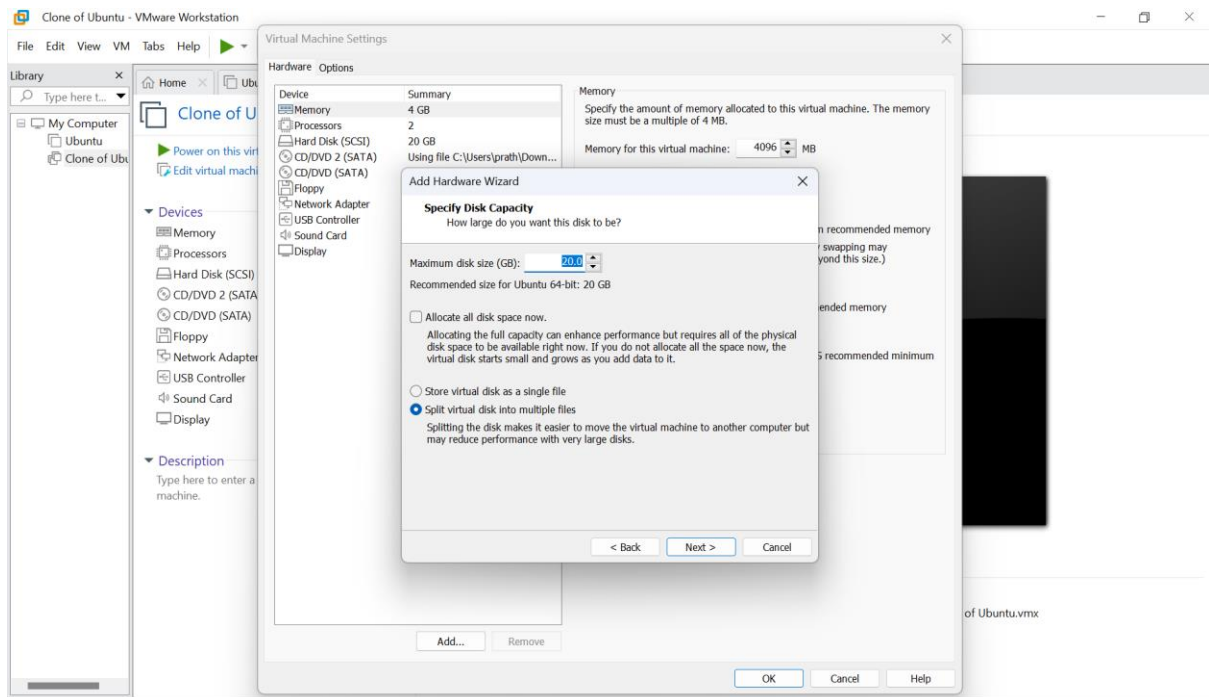 Clone of Ubuntu - VMware Workstation
File Edit View VM Tabs Help
Library
Type here t...
My Computer
Ubuntu
Clone of Ubu
Home
Ubu
Clone of U
Power on this virt
Edit virtual machi
Devices
Memory
Processors
Hard Disk (SCSI)
CD/DVD 2 (SATA
CD/DVD (SATA)
Floppy
Network Adapter
USB Controller
Sound Card
Display
Description
Type here to enter a
machine.
Virtual Machine Settings
Hardware Options
Device Summary
Memory 4 GB
Processors 2
Hard Disk (SCSI) 20 GB
CD/DVD 2 (SATA) Using file C:\Users\prath\Down...
CD/DVD (SATA)
Floppy
Network Adapter
USB Controller
Sound Card
Display
Add... Remove
Memory
Specify the amount of memory allocated to this virtual machine. The memory
size must be a multiple of 4 MB.
Memory for this virtual machine: 4096 MB
recommended memory
swapping may
yond this size.)
ended memory
recommended minimum
Add Hardware Wizard
Specify Disk Capacity
How large do you want this disk to be?
Maximum disk size (GB): 20.0
Recommended size for Ubuntu 64-bit: 20 GB
Allocate all disk space now.
Allocating the full capacity can enhance performance but requires all of the physical
disk space to be available right now. If you do not allocate all the space now, the
virtual disk starts small and grows as you add data to it.
Store virtual disk as a single file
Split virtual disk into multiple files
Splitting the disk makes it easier to move the virtual machine to another computer but
may reduce performance with very large disks.
< Back Next > Cancel
of Ubuntu.vmx
OK Cancel Help